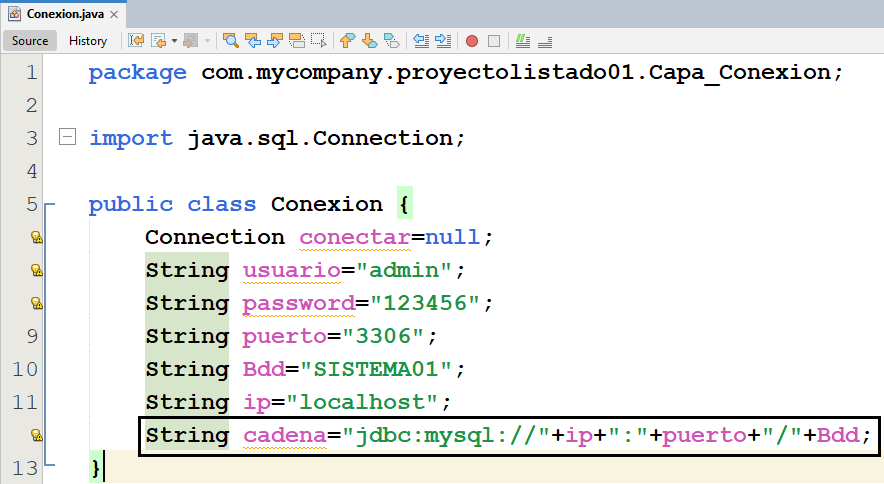 Conexion.java
Source History
1 package com.mycompany.proyectolistado01.Capa_Conexion;
2
3 import java.sql.Connection;
4
5 public class Conexion {
Connection conectar=null;
String usuario="admin";
String password="123456";
9 String puerto="3306";
10 String Bdd="SISTEMA01";
11 String ip="localhost";
String cadena="jdbc:mysql://"+ip+":"+puerto+"/"+Bdd;
13 }